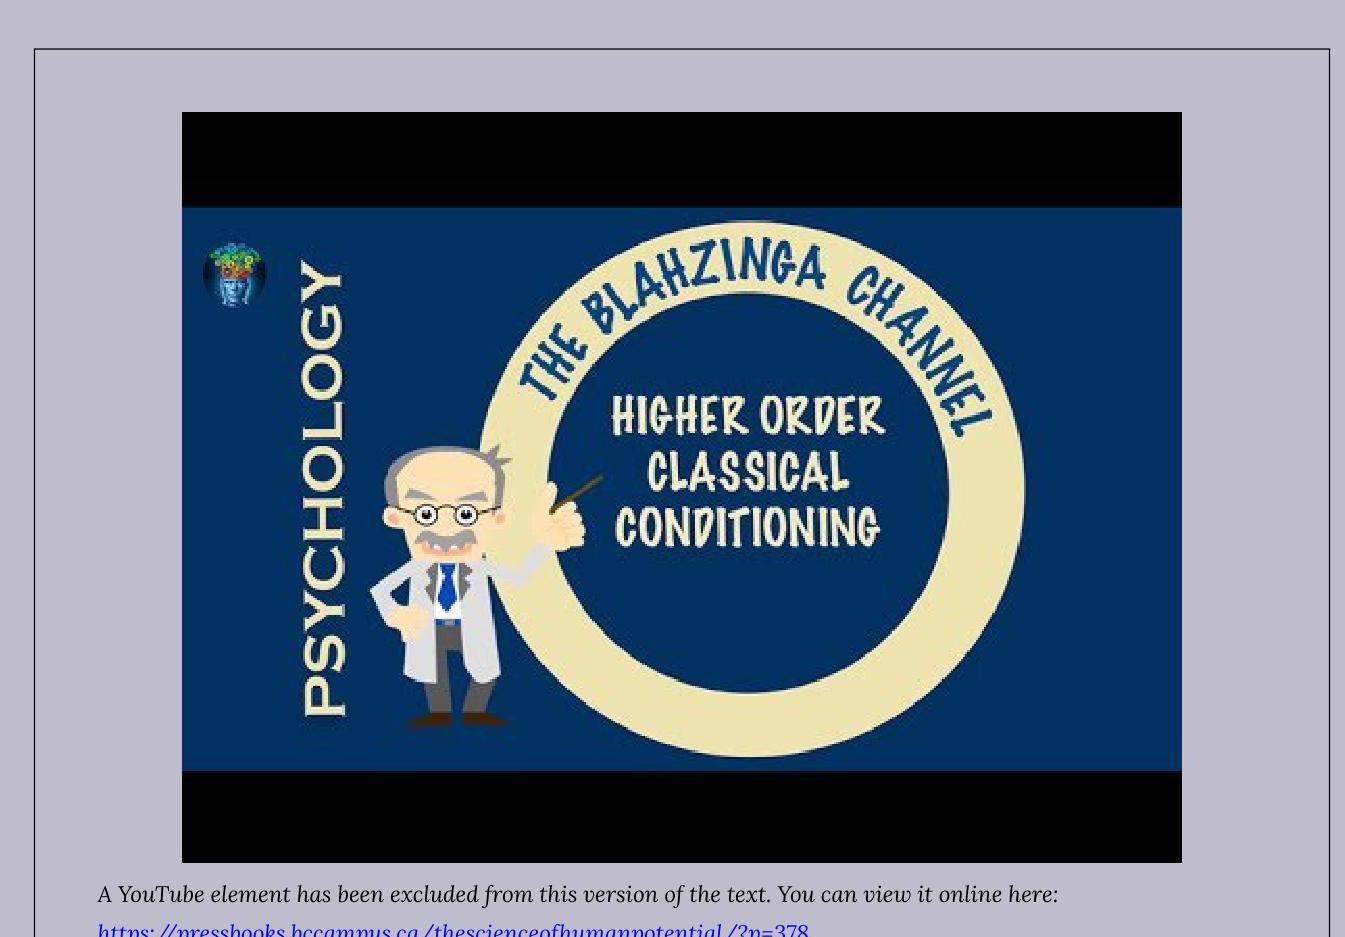 PSYCHOLOGY
THE BLAHZINGA CHANNEL
HIGHER ORDER
CLASSICAL
CONDITIONING
A YouTube element has been excluded from this version of the text. You can view it online here:
https://pressbooks.bccampus.ca/thescienceofhumanpotential/?p=378